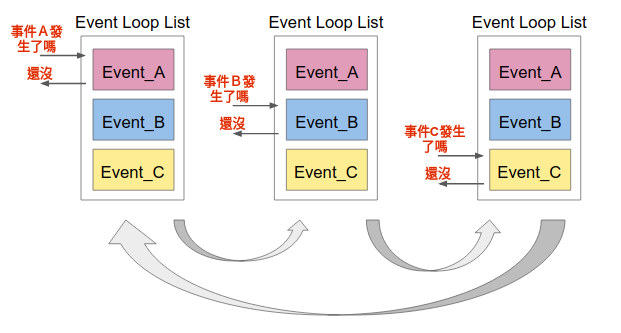 Event Loop List
事件A發
生了嗎
還沒
Event_A
Event_B
Event_C
Event Loop List
事件B發
生了嗎
還沒
Event_A
Event_B
Event_C
Event Loop List
事件C發生
了嗎
還沒
Event_A
Event_B
Event_C